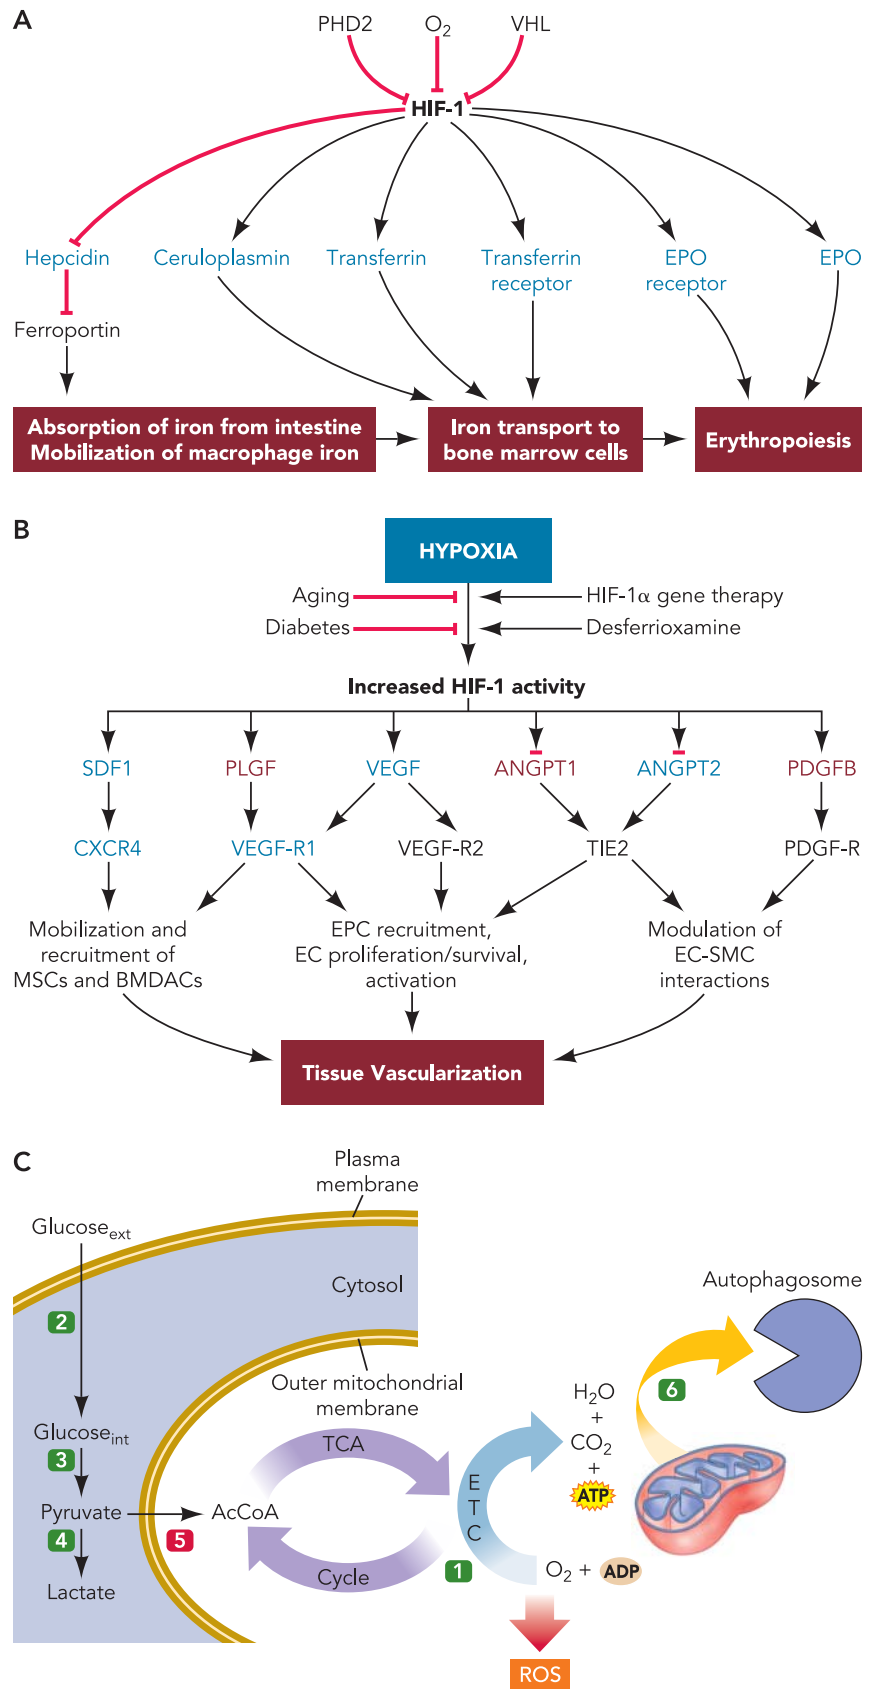 A
PHD2
O2
VHL
HIF-1
Hepcidin
Ceruloplasmin
Transferrin
Transferrin
receptor
EPO
receptor
EPO
Ferroportin
Absorption of iron from intestine
Mobilization of macrophage iron
Iron transport to
bone marrow cells
Erythropoiesis
B
HYPOXIA
Aging
HIF-1α gene therapy
Diabetes
Desferrioxamine
Increased HIF-1 activity
SDF1
PLGF
VEGF
ANGPT1
ANGPT2
PDGFB
CXCR4
VEGF-R1
VEGF-R2
TIE2
PDGF-R
Mobilization and
recruitment of
MSCs and BMDACs
EPC recruitment,
EC proliferation/survival,
activation
Modulation of
EC-SMC
interactions
Tissue Vascularization
C
Plasma
membrane
Glucoseext
Cytosol
Autophagosome
2
Outer mitochondrial
membrane
6
H2O
+
CO2
+
ATP
Glucoseint
3
TCA
ETC
Pyruvate
AcCoA
4
5
Cycle
1
O2 + ADP
Lactate
ROS